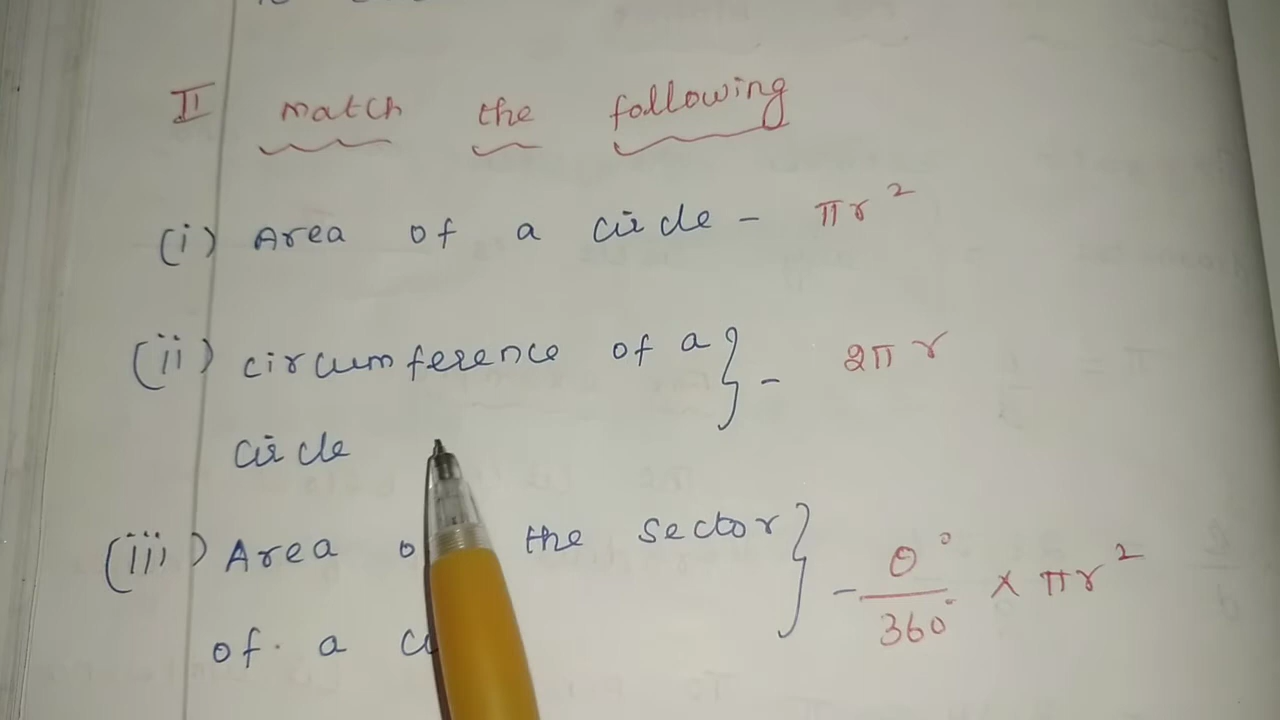 II match the following
(i) Area of a circle - πr²
(ii) circumference of a } - 2πr
circle
(iii) Area the sector } - θ°/360° × πr²
of a